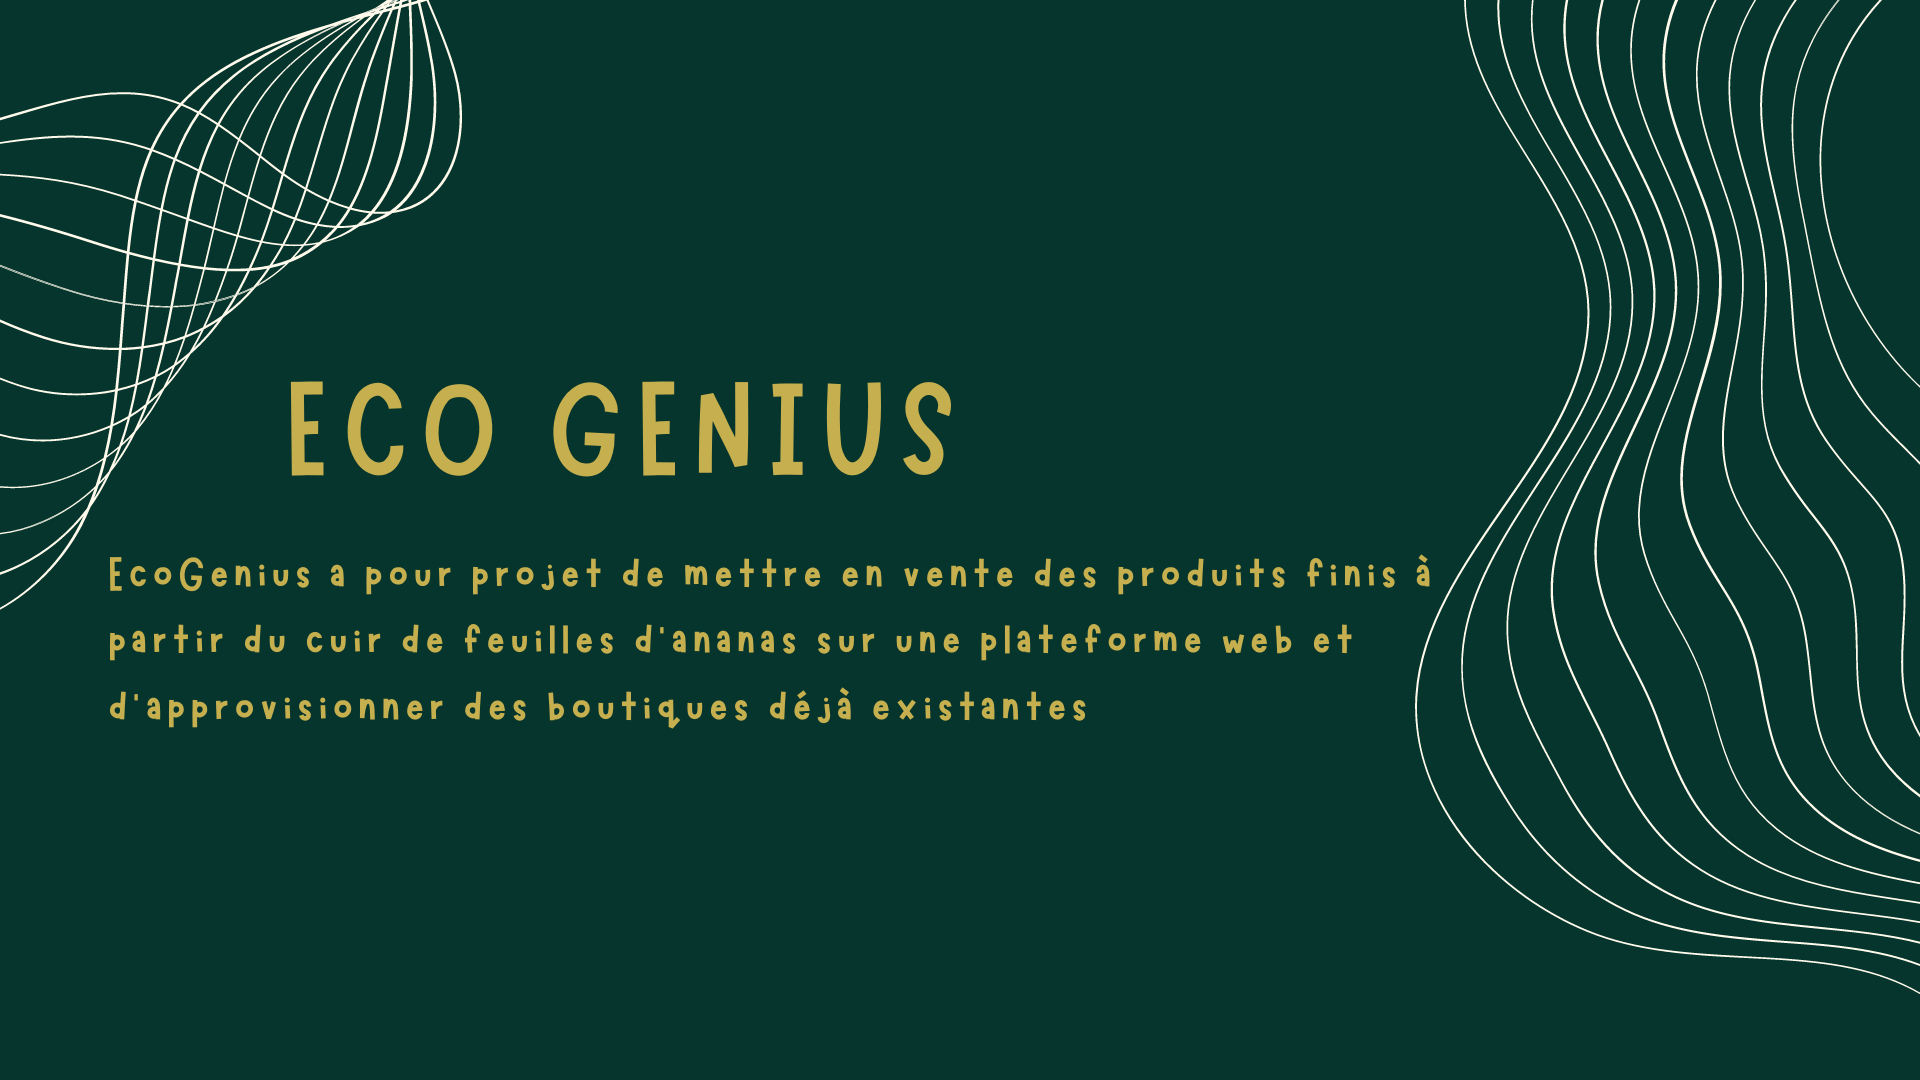 ECO GENIUS
EcoGenius a pour projet de mettre en vente des produits finis à
partir du cuir de feuilles d'ananas sur une plateforme web et
d'approvisionner des boutiques déjà existantes